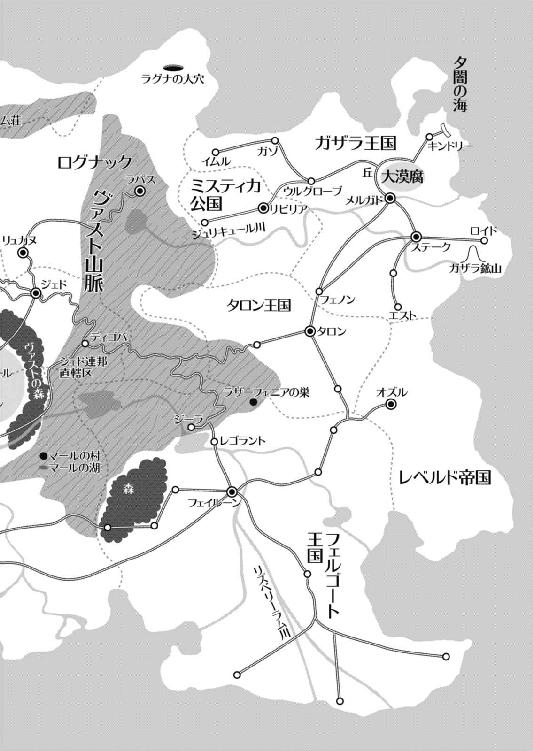 夕闇の海
ラグナの大穴
ム荘
ガザラ王国
キンドリー
ガゾ
イムル
ログナック
丘
大漠腐
ラパス
ミスティカ
公国
ウルグローブ
メルガド
リビリア
ヴァスト山脈
ジュリキュール川
ロイド
ステーク
リュカメ
ガザラ鉱山
ジェド
フェノン
タロン王国
エスト
タロン
ティゴバ
ヴァストの森
ジェド連邦
直轄区
ール
ラザーフェニアの巣
オズル
ジーラ
レゴラント
マールの村
マールの湖
レベルド帝国
森
フェイルーン
フェルゴート
王国
リズベリーラム川